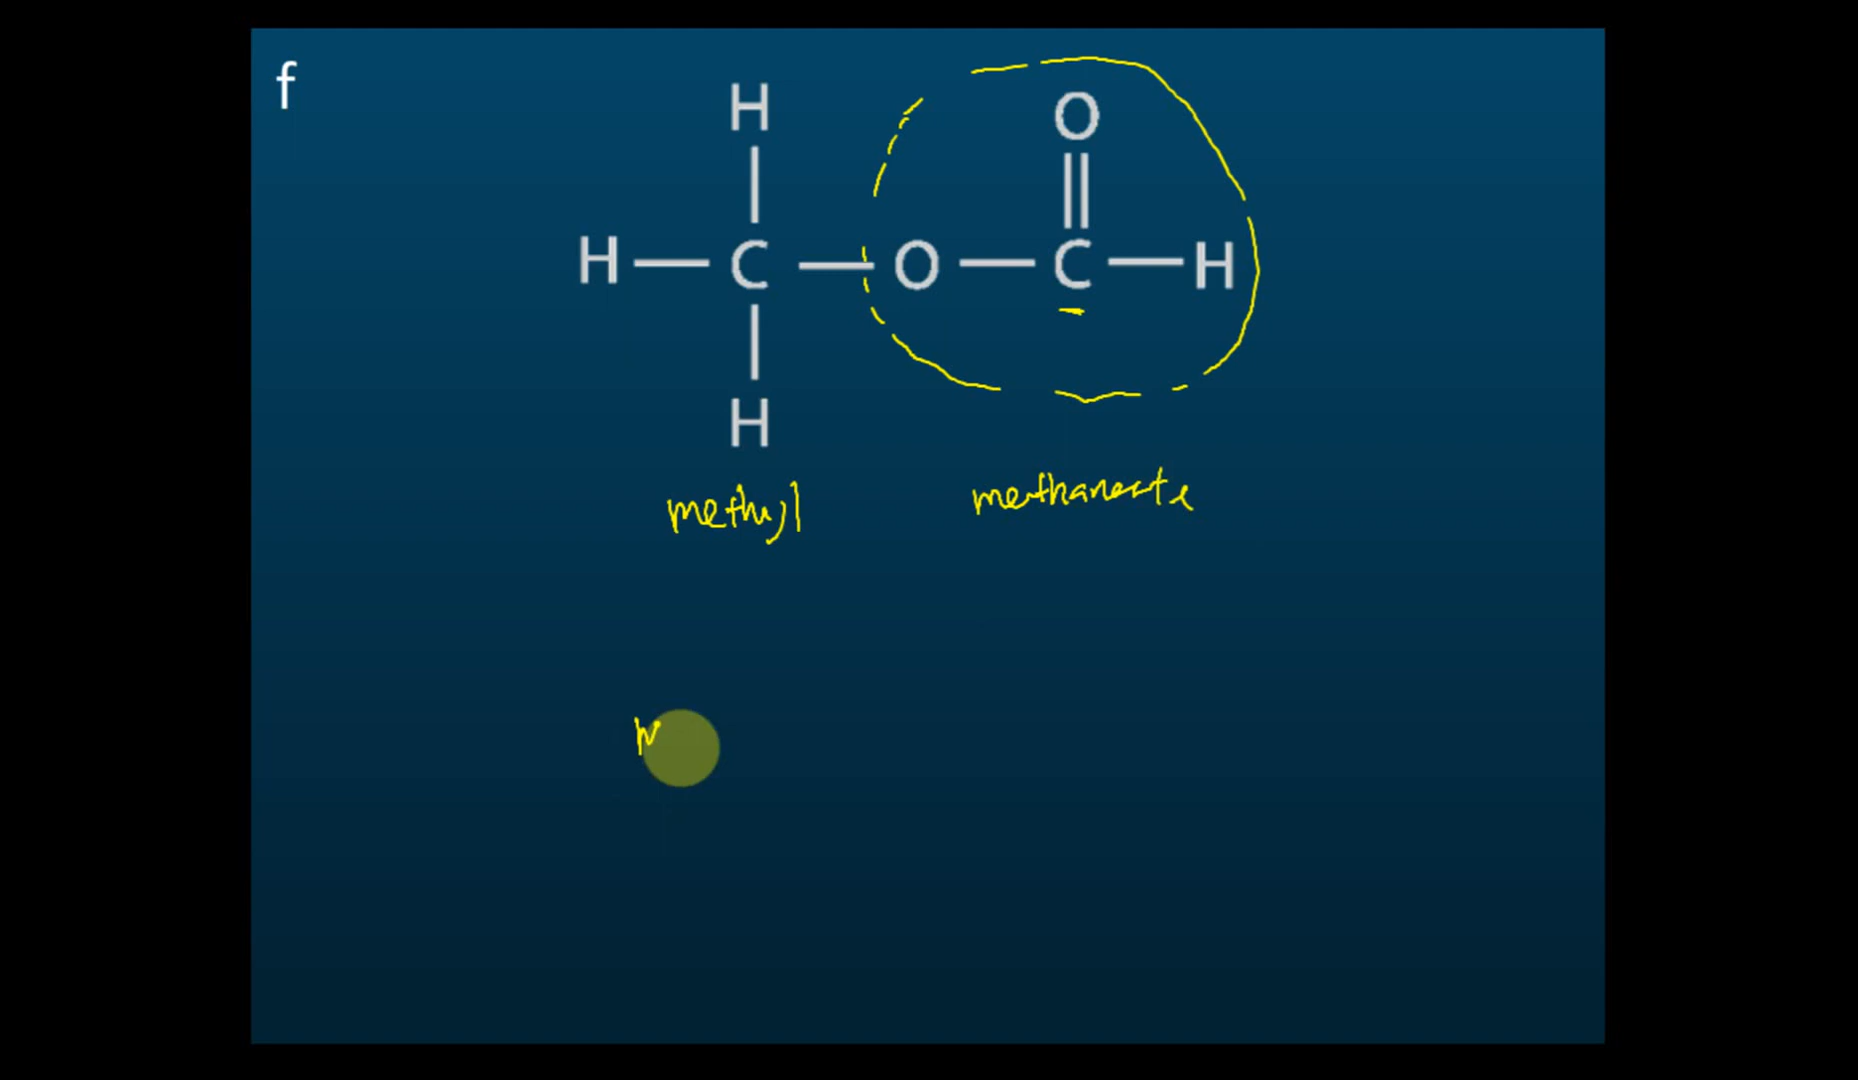 f
H O
H C O C H
H
methyl methanoate